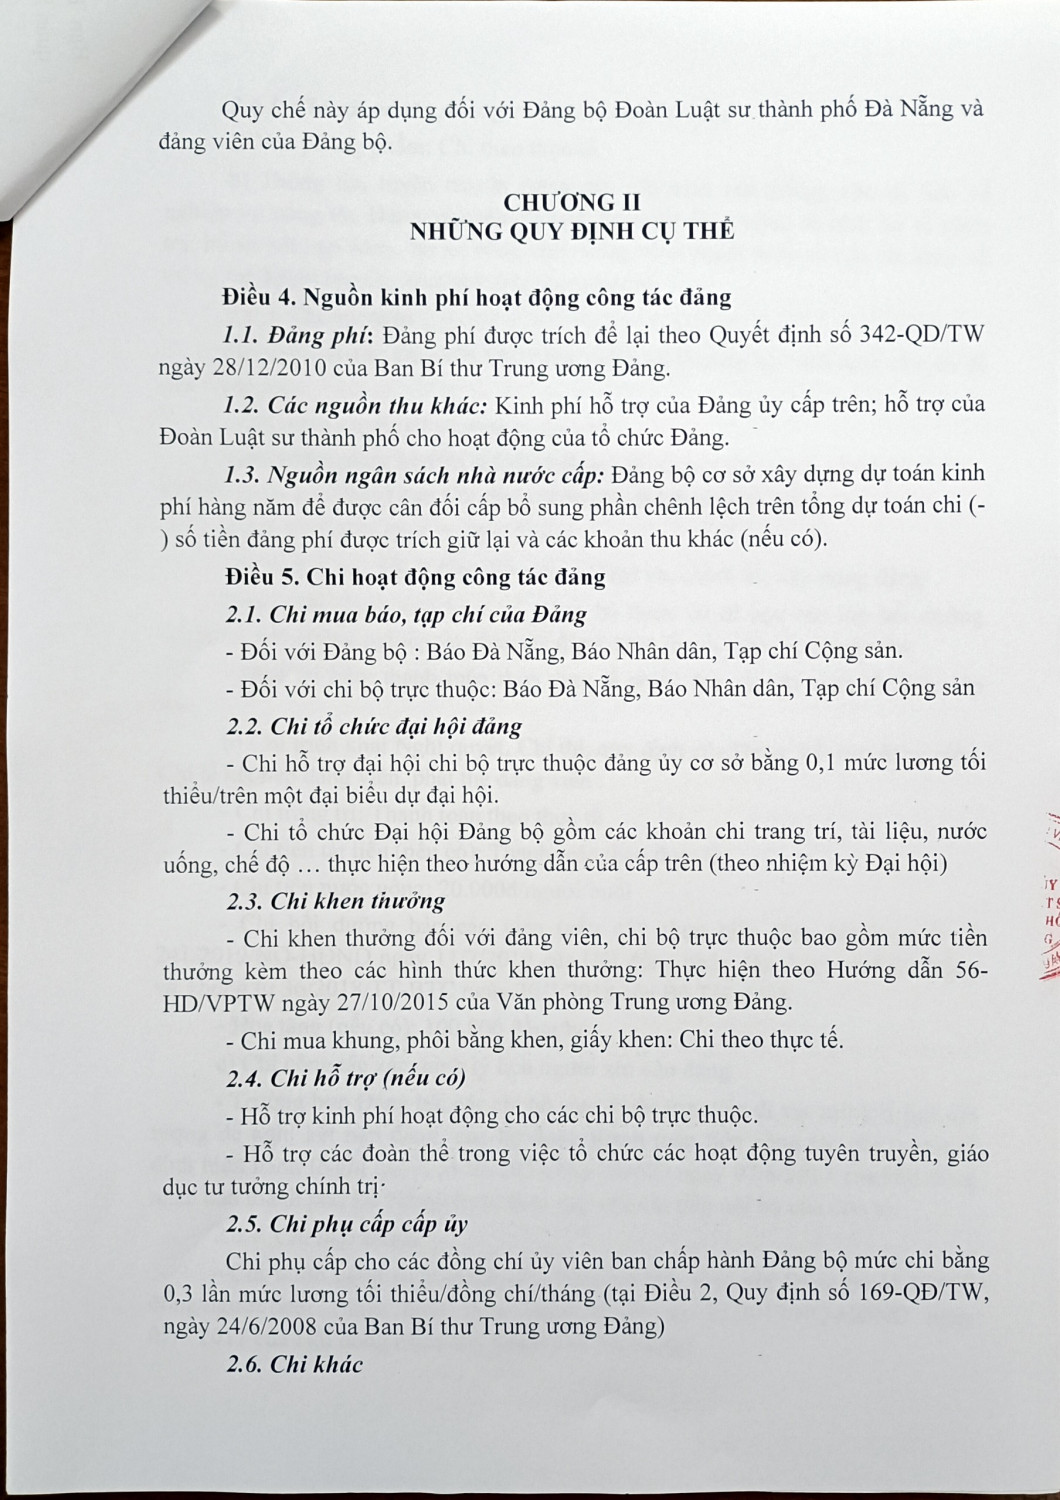 Quy chế này áp dụng đối với Đảng bộ Đoàn Luật sư thành phố Đà Nẵng và
đảng viên của Đảng bộ.
CHƯƠNG II
NHỮNG QUY ĐỊNH CỤ THỂ
Điều 4. Nguồn kinh phí hoạt động công tác đảng
1.1. Đảng phí: Đảng phí được trích để lại theo Quyết định số 342-QD/TW
ngày 28/12/2010 của Ban Bí thư Trung ương Đảng.
1.2. Các nguồn thu khác: Kinh phí hỗ trợ của Đảng ủy cấp trên; hỗ trợ của
Đoàn Luật sư thành phố cho hoạt động của tổ chức Đảng.
1.3. Nguồn ngân sách nhà nước cấp: Đảng bộ cơ sở xây dựng dự toán kinh
phí hàng năm để được cân đối cấp bổ sung phần chênh lệch trên tổng dự toán chi (-
) số tiền đảng phí được trích giữ lại và các khoản thu khác (nếu có).
Điều 5. Chi hoạt động công tác đảng
2.1. Chi mua báo, tạp chí của Đảng
- Đối với Đảng bộ : Báo Đà Nẵng, Báo Nhân dân, Tạp chí Cộng sản.
- Đối với chi bộ trực thuộc: Báo Đà Nẵng, Báo Nhân dân, Tạp chí Cộng sản
2.2. Chi tổ chức đại hội đảng
- Chi hỗ trợ đại hội chi bộ trực thuộc đảng ủy cơ sở bằng 0,1 mức lương tối
thiểu/trên một đại biểu dự đại hội.
- Chi tổ chức Đại hội Đảng bộ gồm các khoản chi trang trí, tài liệu, nước
uống, chế độ … thực hiện theo hướng dẫn của cấp trên (theo nhiệm kỳ Đại hội)
2.3. Chi khen thưởng
- Chi khen thưởng đối với đảng viên, chi bộ trực thuộc bao gồm mức tiền
thưởng kèm theo các hình thức khen thưởng: Thực hiện theo Hướng dẫn 56-
HD/VPTW ngày 27/10/2015 của Văn phòng Trung ương Đảng.
- Chi mua khung, phôi bằng khen, giấy khen: Chi theo thực tế.
2.4. Chi hỗ trợ (nếu có)
- Hỗ trợ kinh phí hoạt động cho các chi bộ trực thuộc.
- Hỗ trợ các đoàn thể trong việc tổ chức các hoạt động tuyên truyền, giáo
dục tư tưởng chính trị.
2.5. Chi phụ cấp cấp ủy
Chi phụ cấp cho các đồng chí ủy viên ban chấp hành Đảng bộ mức chi bằng
0,3 lần mức lương tối thiểu/đồng chí/tháng (tại Điều 2, Quy định số 169-QĐ/TW,
ngày 24/6/2008 của Ban Bí thư Trung ương Đảng)
2.6. Chi khác